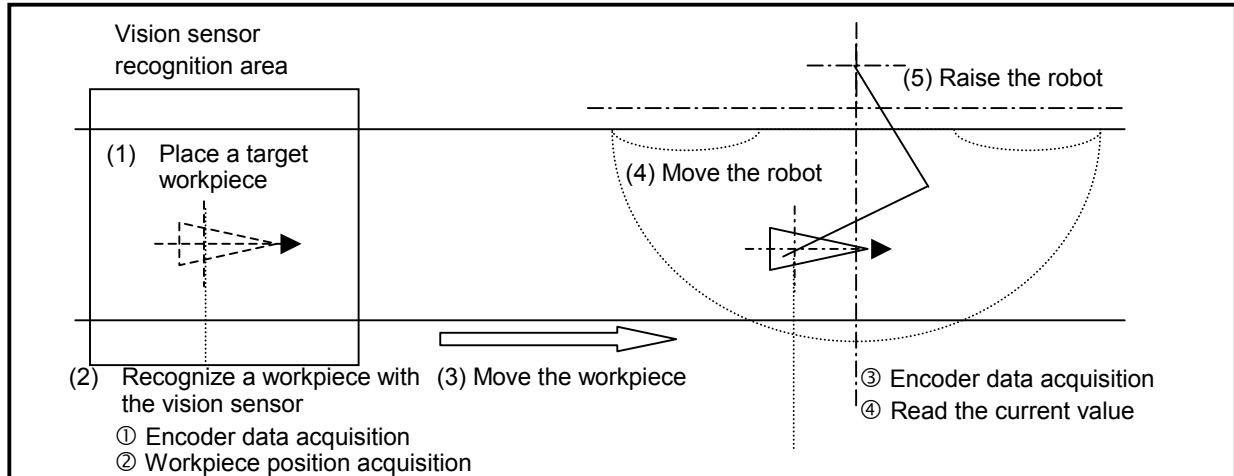 Vision sensor
recognition area
(5) Raise the robot
(1) Place a target
workpiece
(4) Move the robot
(2) Recognize a workpiece with
the vision sensor
① Encoder data acquisition
② Workpiece position acquisition
(3) Move the workpiece
③ Encoder data acquisition
④ Read the current value